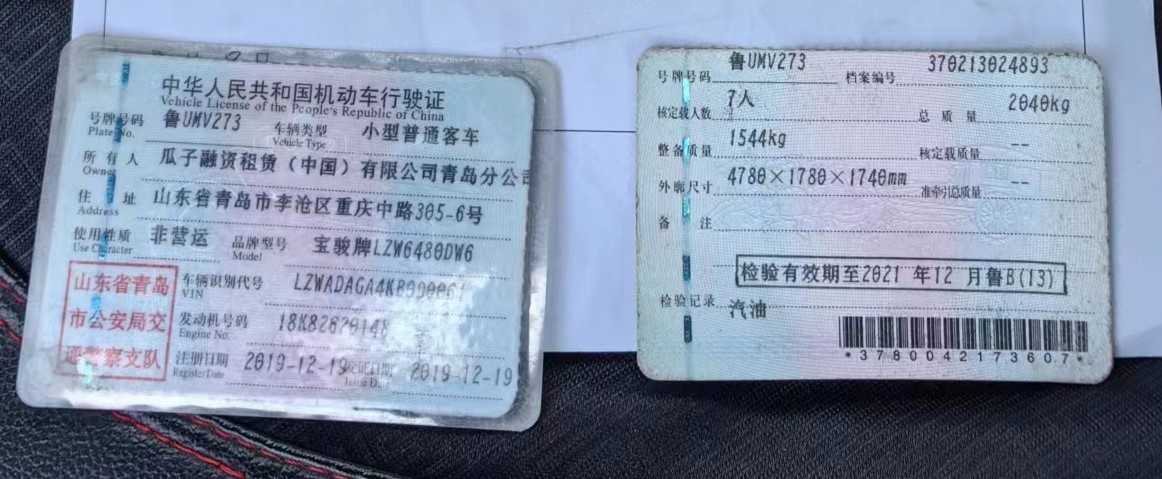 中华人民共和国机动车行驶证
Vehicle License of the People's Republic of China
号牌号码 鲁UMV273 车辆类型 小型普通客车
Plate No. Vehicle Type
所有人 瓜子融资租赁（中国）有限公司青岛分公司
Owner
住址 山东省青岛市李沧区重庆中路305-6号
Address
使用性质 非营运 品牌型号 宝骏牌LZW6480DW6
Use Character Model
山东省青岛
市公安局交
通警察支队
车辆识别代号
VIN
发动机号码
Engine No.
注册日期 2019-12-19 发证日期 2019-12-19
Register Date Issue Date
号牌号码 鲁UMV273 档案编号 370213024893
核定载人数 7人 总质量 2040kg
整备质量 1544kg 核定载质量 --
外廓尺寸 4780×1780×1740mm 准牵引总质量 --
备注
检验有效期至2021年12月鲁B(13)
检验记录 汽油
*3780042173607*